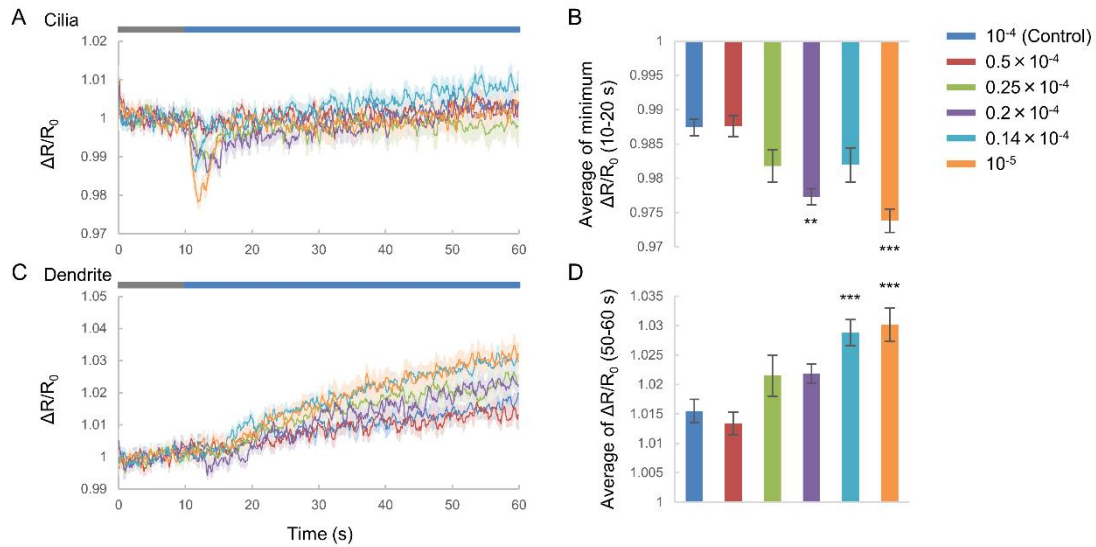 A Cilia
1.02
1.01
1
0.99
0.98
0.97
ΔR/R₀
0 10 20 30 40 50 60
B
1
0.995
0.99
0.985
0.98
0.975
0.97
Average of minimum
ΔR/R₀ (10-20 s)
**
***
10⁻⁴ (Control)
0.5×10⁻⁴
0.25×10⁻⁴
0.2×10⁻⁴
0.14×10⁻⁴
10⁻⁵
C Dendrite
1.05
1.04
1.03
1.02
1.01
1
0.99
ΔR/R₀
0 10 20 30 40 50 60
Time (s)
D
1.035
1.03
1.025
1.02
1.015
1.01
1.005
1
Average of ΔR/R₀ (50-60 s)
***
***